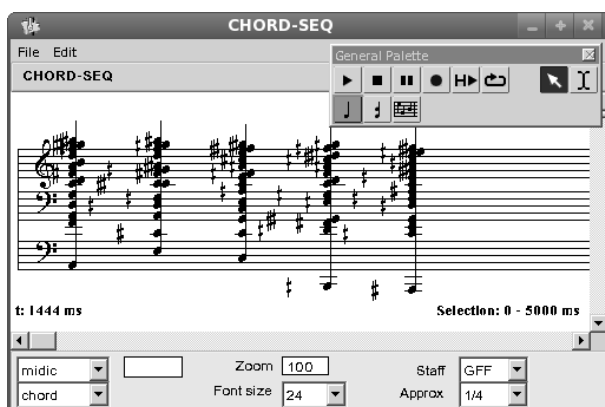 CHORD-SEQ
File Edit
General Palette
CHORD-SEQ
t: 1444 ms
Selection: 0 - 5000 ms
midic
Zoom 100
Staff GFF
chord
Font size 24
Approx 1/4